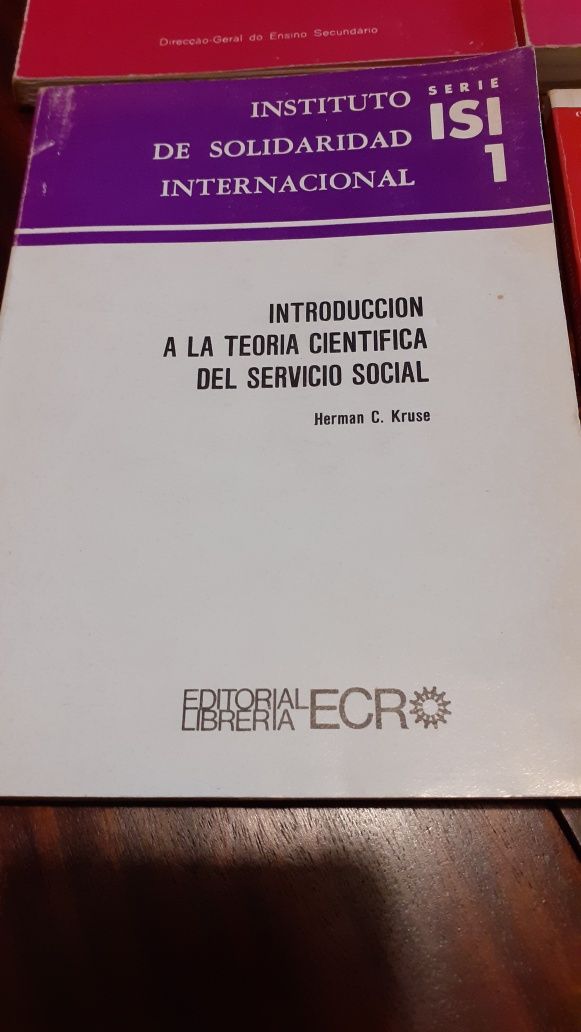 Direcção-Geral do Ensino Secundário
INSTITUTO
DE SOLIDARIDAD
INTERNACIONAL
SERIE
ISI
1
INTRODUCCION
A LA TEORIA CIENTIFICA
DEL SERVICIO SOCIAL
Herman C. Kruse
EDITORIAL
LIBRERIA
ECRO